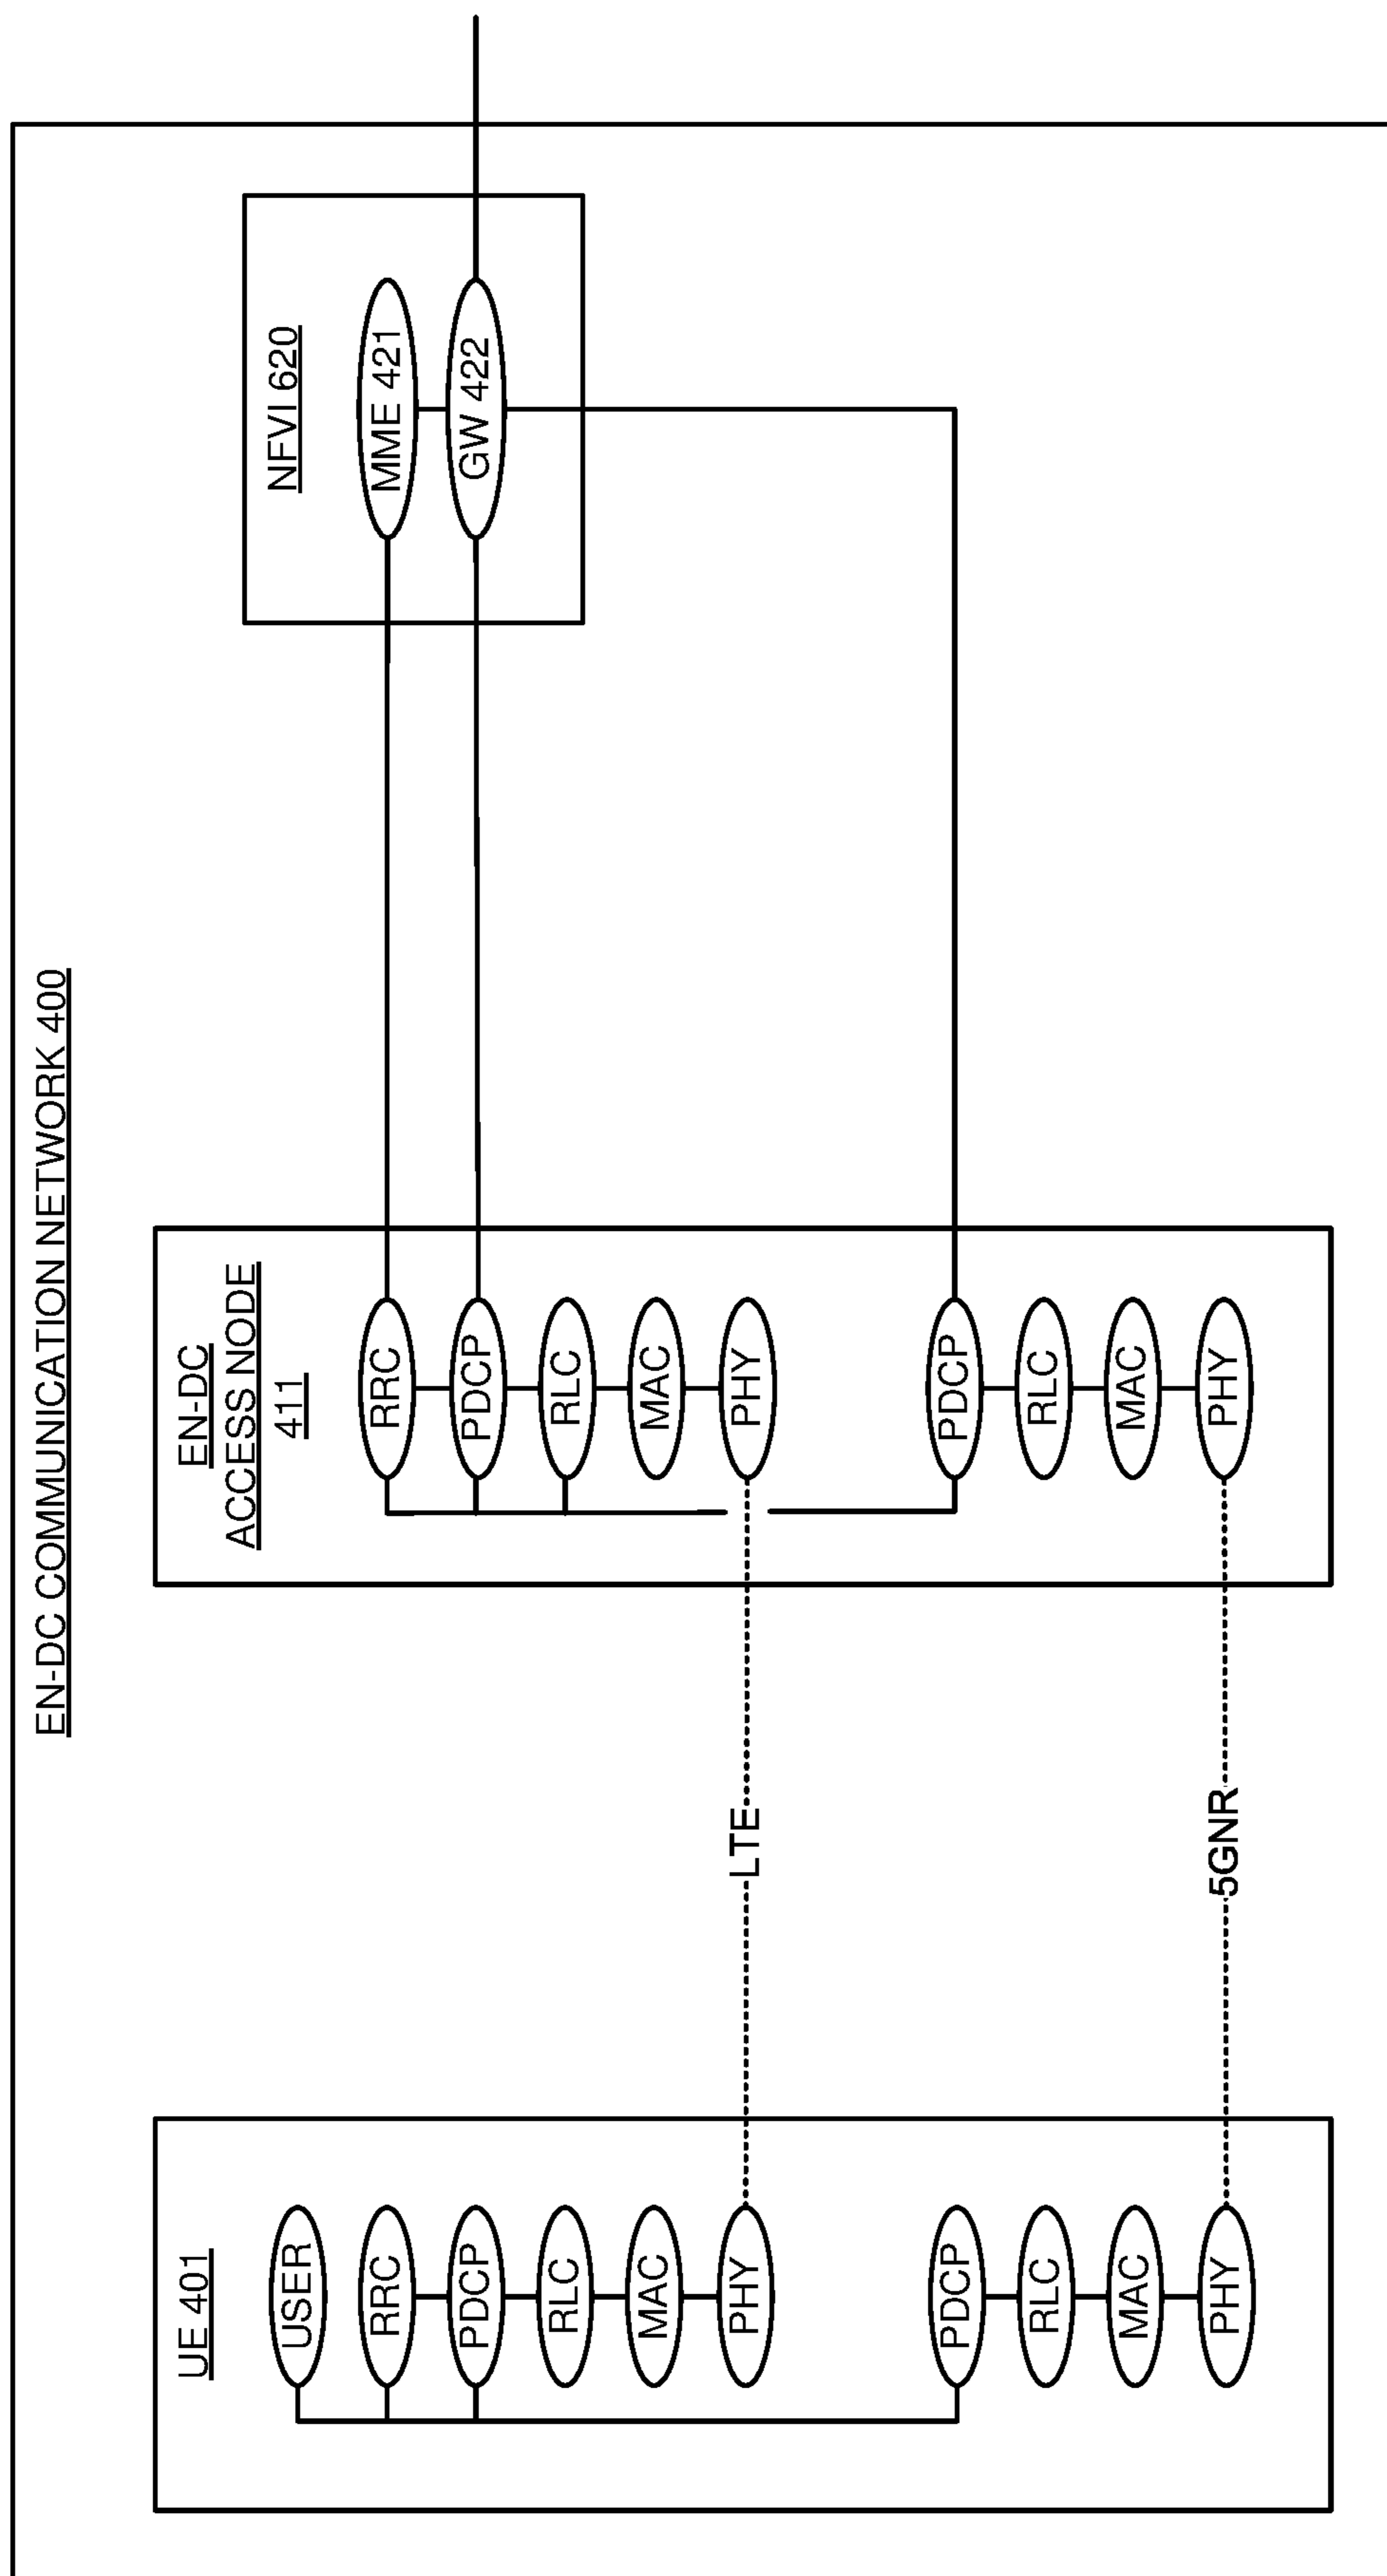 EN-DC COMMUNICATION NETWORK 400
UE 401
USER
RRC
PDCP
RLC
MAC
PHY
PDCP
RLC
MAC
PHY
LTE
5GNR
EN-DC
ACCESS NODE
411
RRC
PDCP
RLC
MAC
PHY
PDCP
RLC
MAC
PHY
NFVI 620
MME 421
GW 422